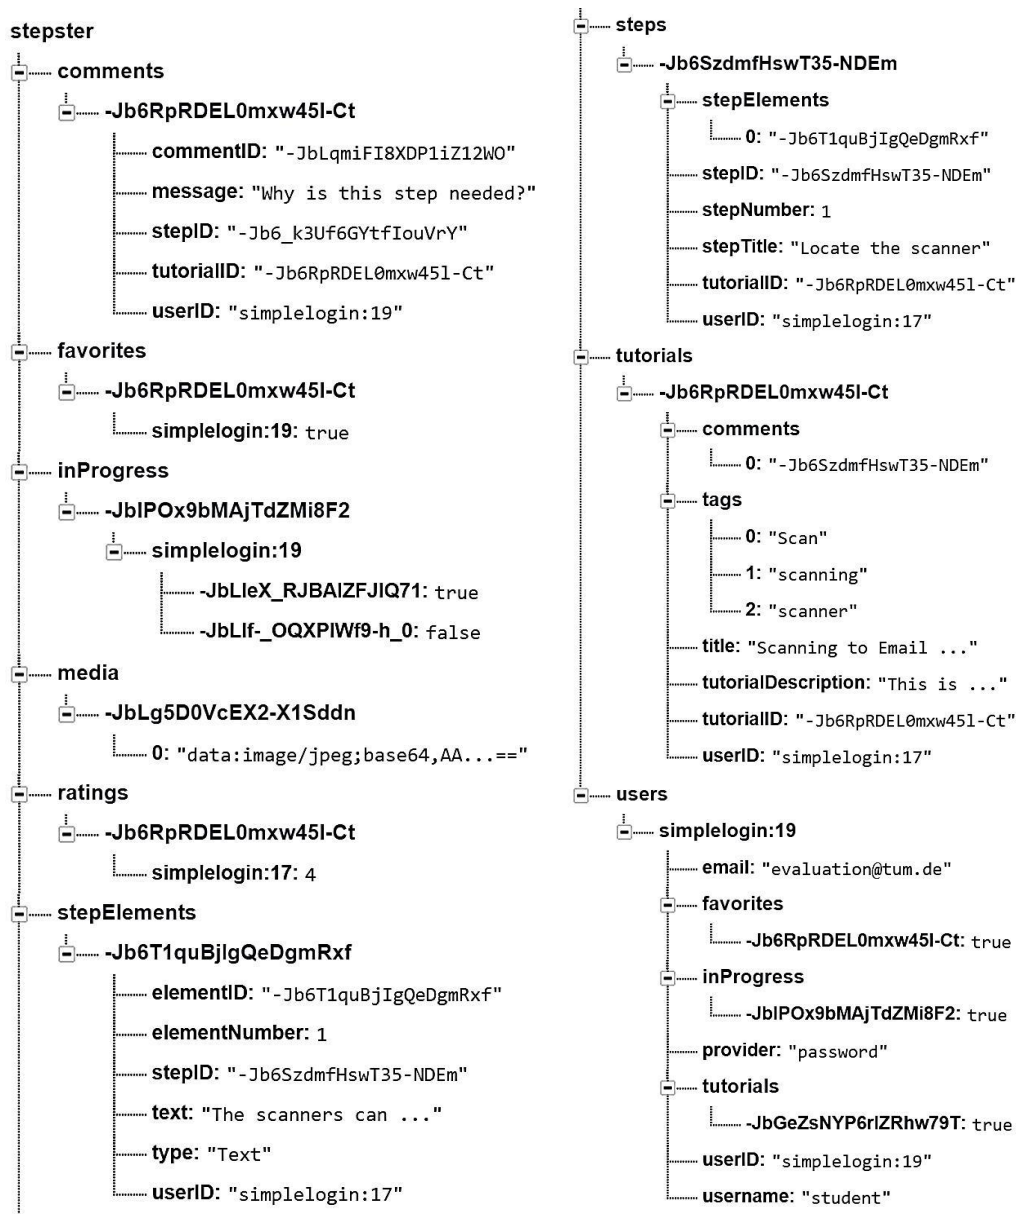 stepster
comments
-Jb6RpRDEL0mxw45l-Ct
commentID: "-JbLqmiFI8XDP1iZ12WO"
message: "Why is this step needed?"
stepID: "-Jb6_k3Uf6GYtfIouVrY"
tutorialID: "-Jb6RpRDEL0mxw45l-Ct"
userID: "simplelogin:19"
favorites
-Jb6RpRDEL0mxw45l-Ct
simplelogin:19: true
inProgress
-JbIPOx9bMAjTdZMi8F2
simplelogin:19
-JbLleX_RJBAlZFJIQ71: true
-JbLlf-_OQXPIWf9-h_0: false
media
-JbLg5D0VcEX2-X1Sddn
0: "data:image/jpeg;base64,AA...=="
ratings
-Jb6RpRDEL0mxw45l-Ct
simplelogin:17: 4
stepElements
-Jb6T1quBjIgQeDgmRxf
elementID: "-Jb6T1quBjIgQeDgmRxf"
elementNumber: 1
stepID: "-Jb6SzdmfHswT35-NDEm"
text: "The scanners can ..."
type: "Text"
userID: "simplelogin:17"
steps
-Jb6SzdmfHswT35-NDEm
stepElements
0: "-Jb6T1quBjIgQeDgmRxf"
stepID: "-Jb6SzdmfHswT35-NDEm"
stepNumber: 1
stepTitle: "Locate the scanner"
tutorialID: "-Jb6RpRDEL0mxw45l-Ct"
userID: "simplelogin:17"
tutorials
-Jb6RpRDEL0mxw45l-Ct
comments
0: "-Jb6SzdmfHswT35-NDEm"
tags
0: "Scan"
1: "scanning"
2: "scanner"
title: "Scanning to Email ..."
tutorialDescription: "This is ..."
tutorialID: "-Jb6RpRDEL0mxw45l-Ct"
userID: "simplelogin:17"
users
simplelogin:19
email: "evaluation@tum.de"
favorites
-Jb6RpRDEL0mxw45l-Ct: true
inProgress
-JbIPOx9bMAjTdZMi8F2: true
provider: "password"
tutorials
-JbGeZsNYP6rlZRhw79T: true
userID: "simplelogin:19"
username: "student"